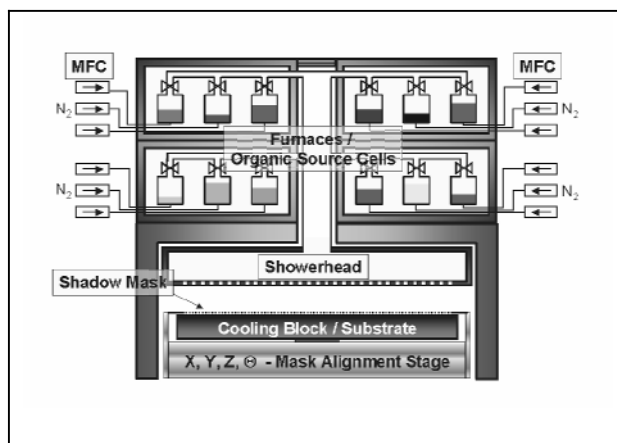 MFC
MFC
N₂
N₂
Furnaces /
Organic Source Cells
N₂
N₂
Showerhead
Shadow Mask
Cooling Block / Substrate
X, Y, Z, Θ - Mask Alignment Stage